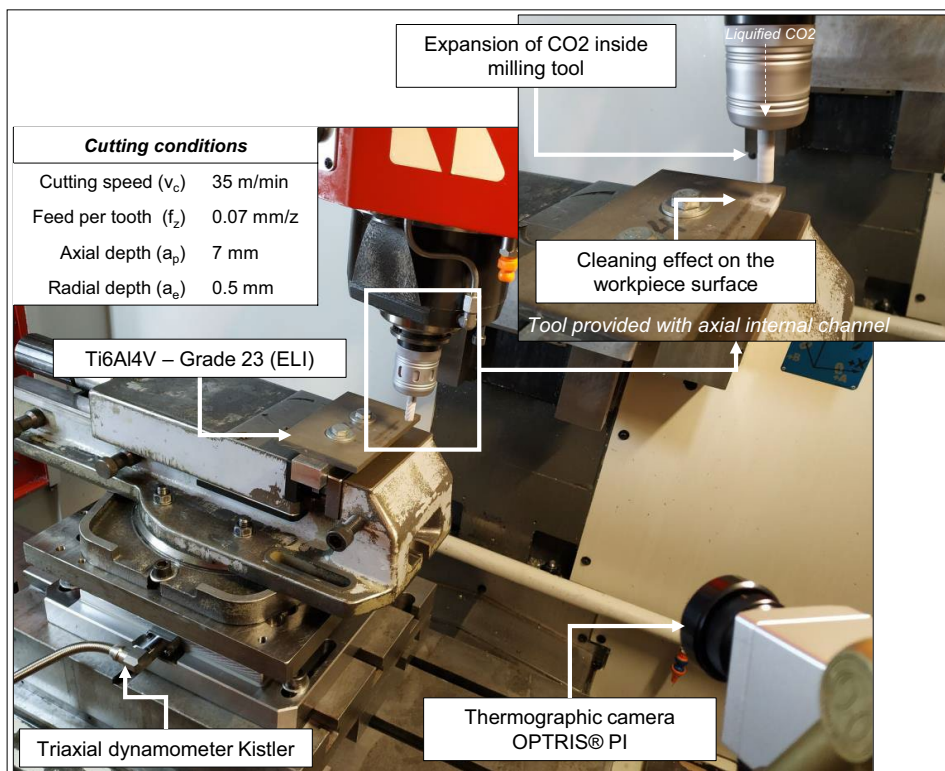 Liquified CO2
Expansion of CO2 inside
milling tool
Cutting conditions
Cutting speed (vc) 35 m/min
Feed per tooth (fz) 0.07 mm/z
Axial depth (ap) 7 mm
Radial depth (ae) 0.5 mm
Cleaning effect on the
workpiece surface
Tool provided with axial internal channel
Ti6Al4V – Grade 23 (ELI)
Triaxial dynamometer Kistler
Thermographic camera
OPTRIS® PI